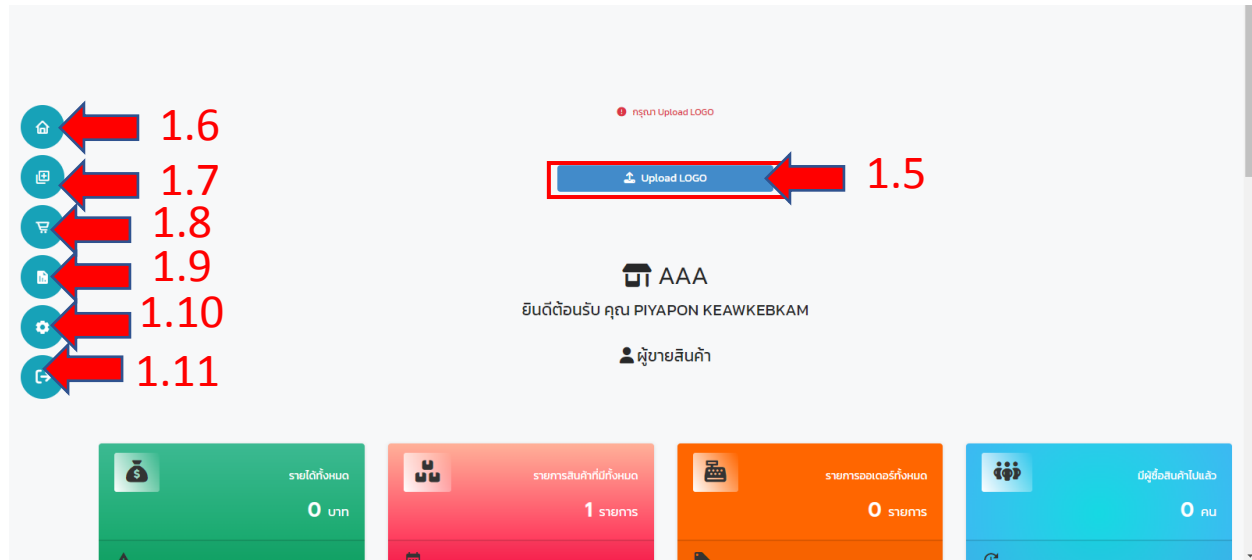 กรุณา Upload LOGO
1.6
Upload LOGO
1.5
1.7
1.8
1.9
1.10
1.11
AAA
ยินดีต้อนรับ คุณ PIYAPON KEAWKEBKAM
ผู้ขายสินค้า
รายได้ทั้งหมด
0 บาท
รายการสินค้าที่มีทั้งหมด
1 รายการ
รายการออเตอร์ทั้งหมด
0 รายการ
มีผู้ซื้อสินค้าไปแล้ว
0 คน